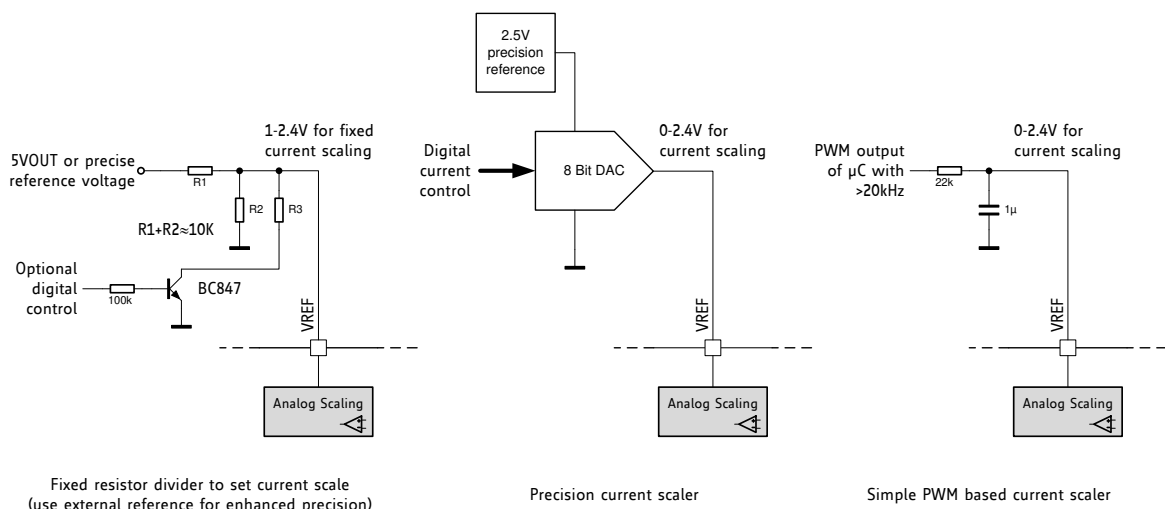 5VOUT or precise
reference voltage
R1
1-2.4V for fixed
current scaling
R2
R3
R1+R2≈10K
Optional
digital
control
100k
BC847
VREF
Analog Scaling
Fixed resistor divider to set current scale
(use external reference for enhanced precision)
2.5V
precision
reference
Digital
current
control
8 Bit DAC
0-2.4V for
current scaling
VREF
Analog Scaling
Precision current scaler
PWM output
of µC with
>20kHz
22k
0-2.4V for
current scaling
1µ
VREF
Analog Scaling
Simple PWM based current scaler